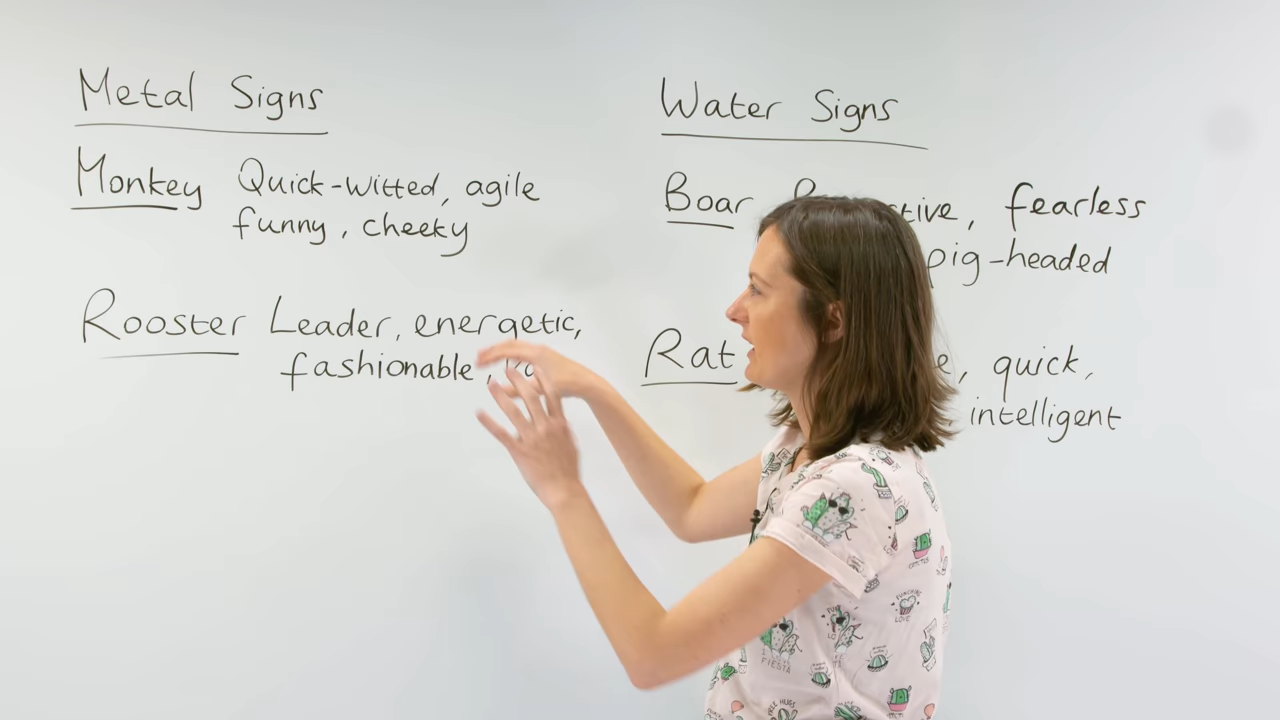 Metal Signs
Monkey Quick-witted, agile
funny, cheeky
Rooster Leader, energetic,
fashionable,
Water Signs
Boar fearless
pig-headed
Rat quick,
intelligent